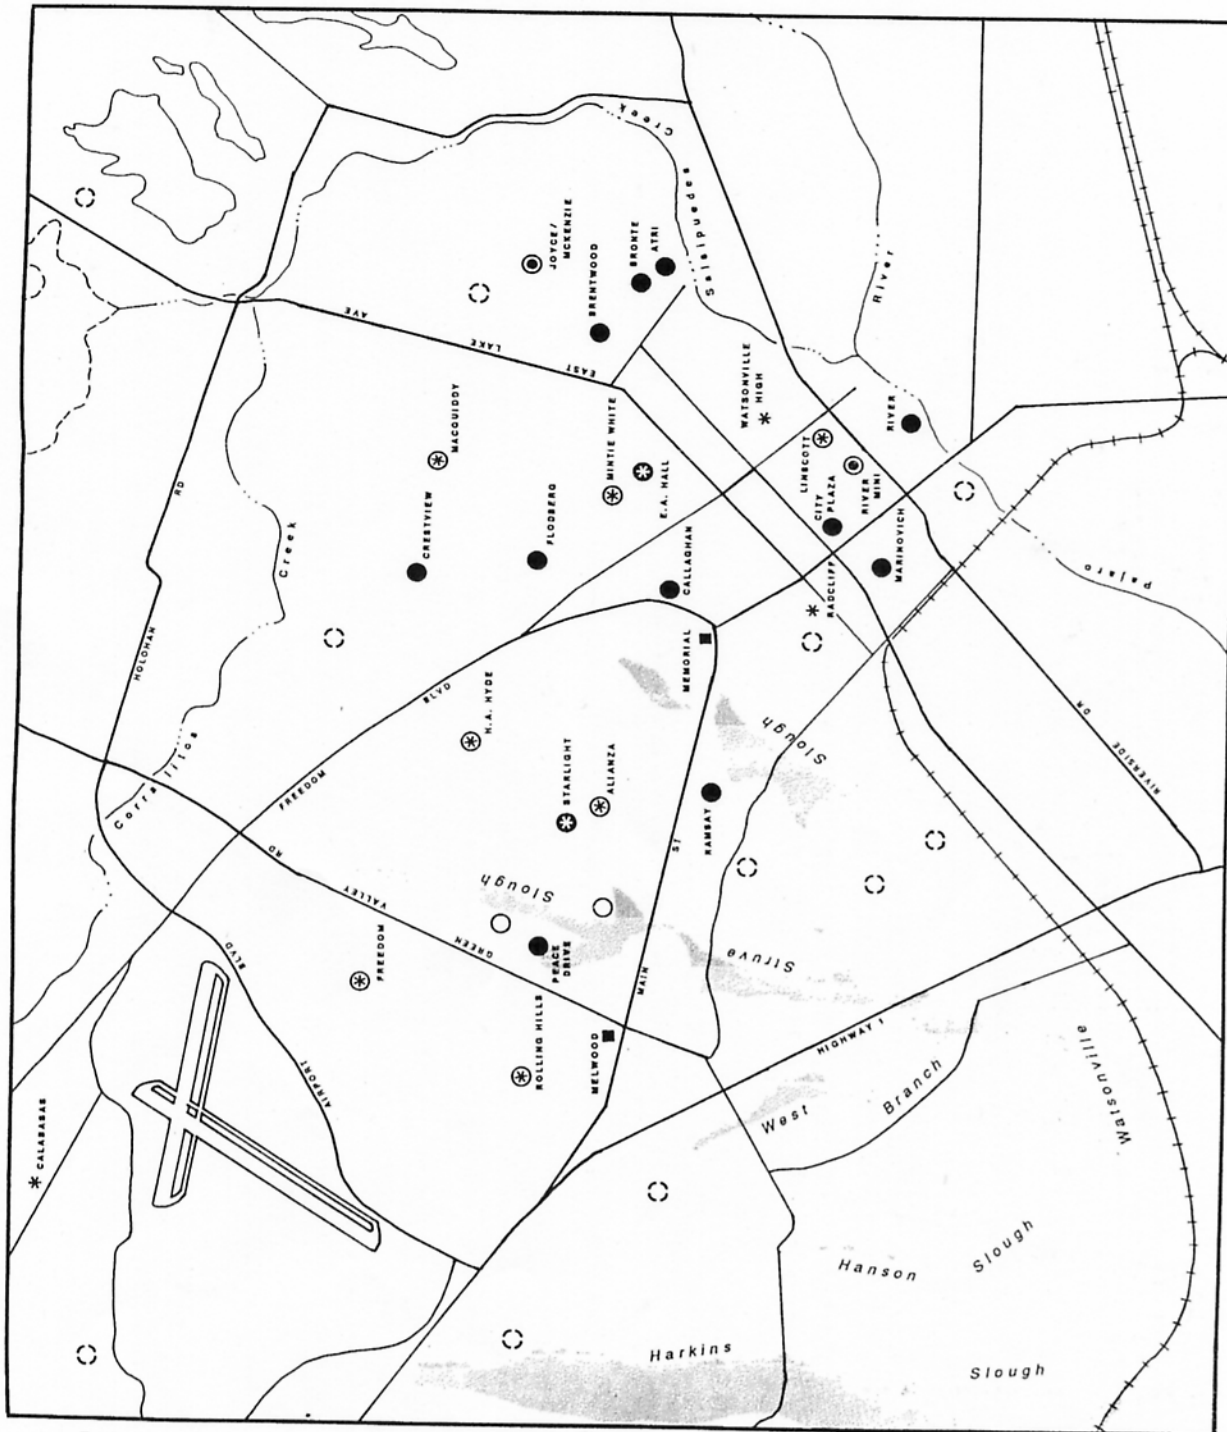 Creek
Salsipuedes
River
JOYCE/
MCKENZIE
BRENTWOOD
BRONTE
ATRI
EAST LAKE AVE
WATSONVILLE
HIGH
RIVER
MACQUIDDY
MINTIE WHITE
E.A. HALL
LINSCOTT
CITY
PLAZA
RIVER
MINI
HOLOHAN RD
Creek
CRESTVIEW
FLODBERG
CALLAGHAN
RADCLIFF
MARINOVICH
Pajaro
Corralitos
FREEDOM BLVD
H.A. HYDE
MEMORIAL
STARLIGHT
ALIANZA
RAMSAY
Slough
RIVERSIDE DR
GREEN VALLEY RD
Slough
PEACE
DRIVE
MAIN ST
Struve
FREEDOM
ROLLING HILLS
MELWOOD
AIRPORT BLVD
HIGHWAY 1
West
Branch
Watsonville
CALABASAS
Hanson
Slough
Harkins
Slough